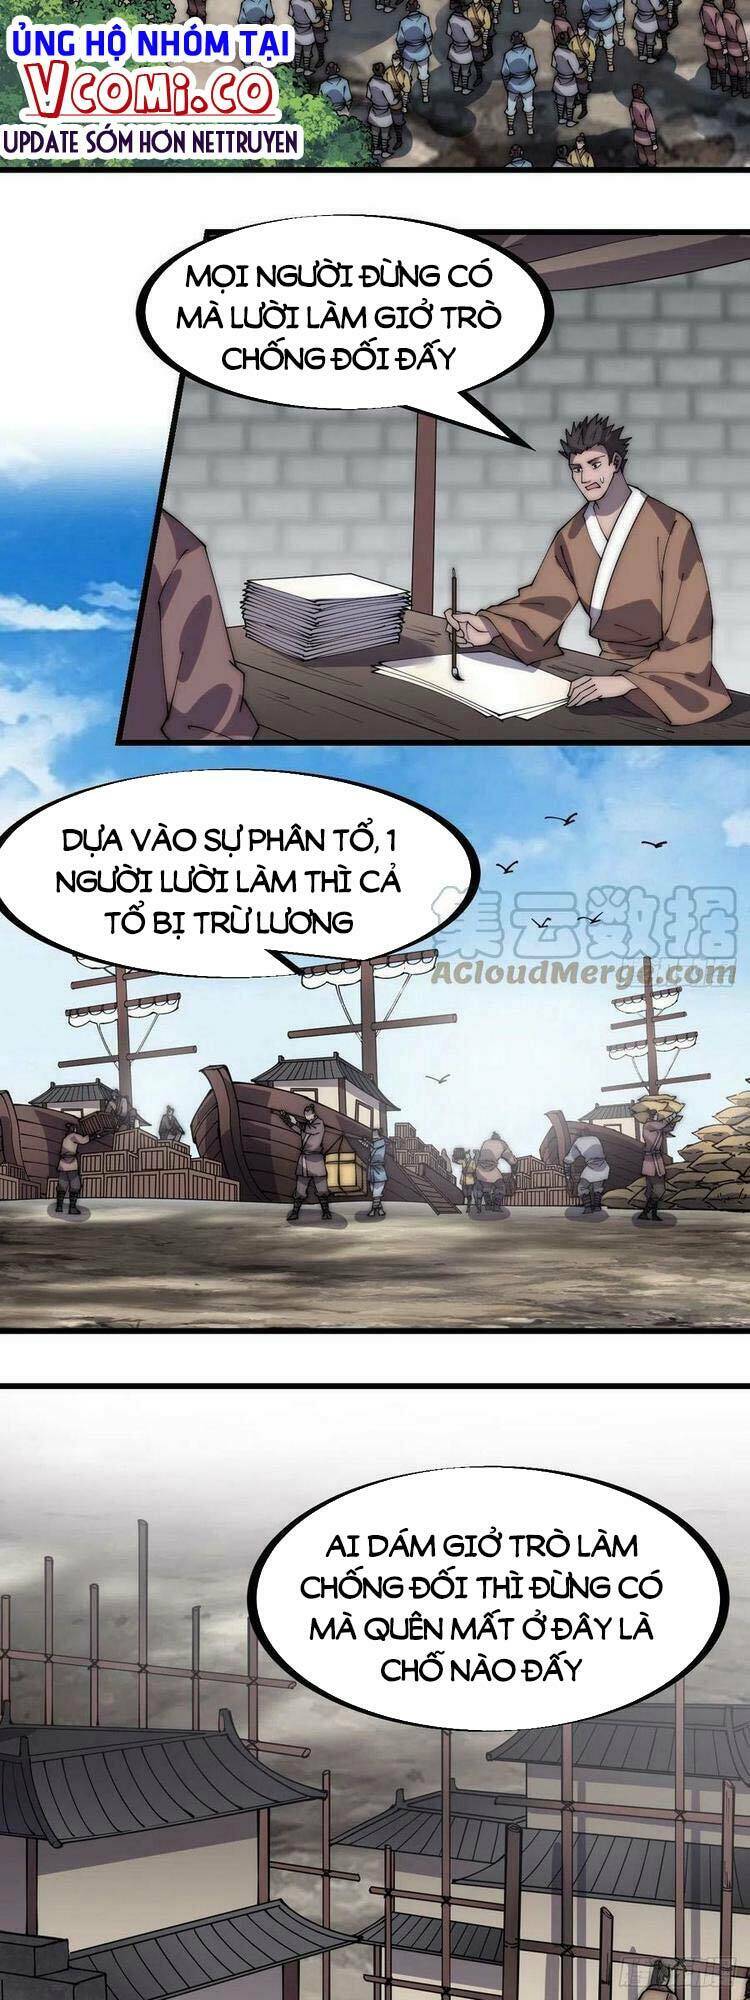 ỦNG HỘ NHÓM TẠI
VCOMI.CO
UPDATE SỚM HƠN NETTRUYEN
MỌI NGƯỜI ĐỪNG CÓ
MÀ LƯỜI LÀM GIỞ TRÒ
CHỐNG ĐỐI ĐẤY
DỰA VÀO SỰ PHÂN TỔ, 1
NGƯỜI LƯỜI LÀM THÌ CẢ
TỔ BỊ TRỪ LƯƠNG
集云数据
ACloudMerge.com
AI DÁM GIỞ TRÒ LÀM
CHỐNG ĐỐI THÌ ĐỪNG CÓ
MÀ QUÊN MẤT Ở ĐÂY LÀ
CHỐ NÀO ĐẤY